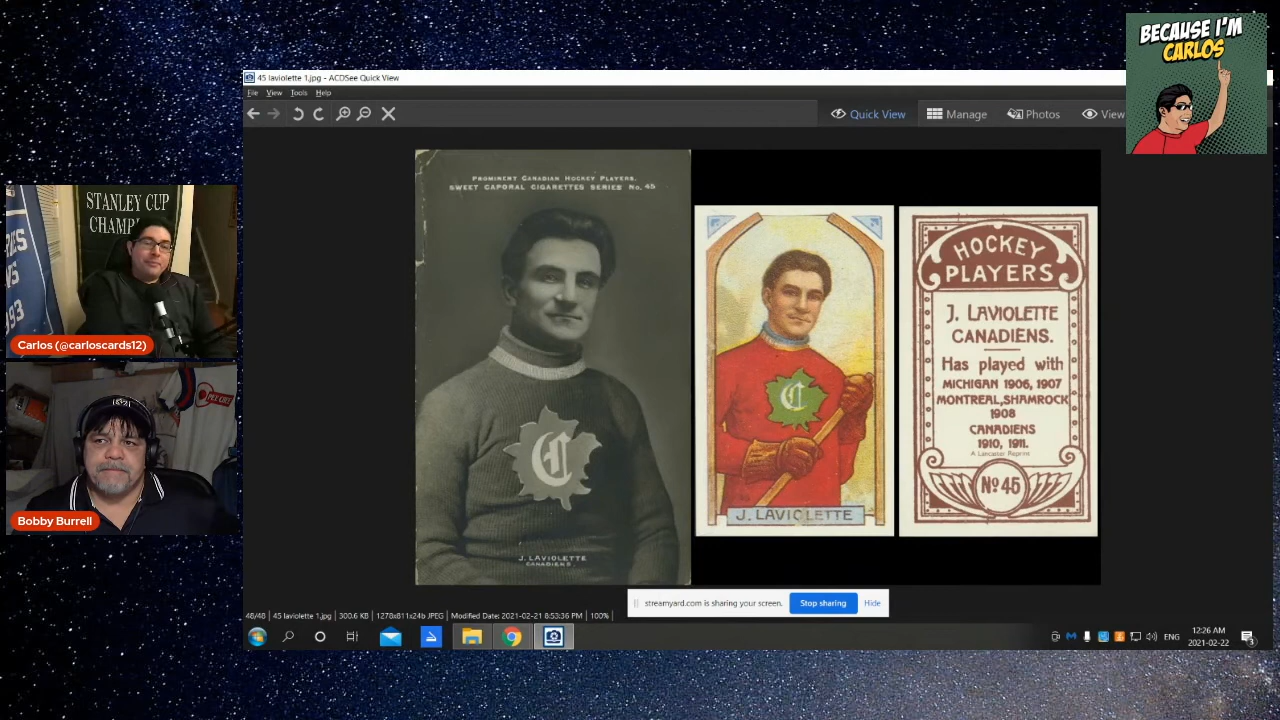 BECAUSE I'M
CARLOS
45 laviolette 1.jpg - ACDSee Quick View
File View Tools Help
Quick View Manage Photos View
STANLEY CUP
Carlos (@carloscards12)
Bobby Burrell
PROMINENT CANADIAN HOCKEY PLAYERS.
SWEET CAPORAL CIGARETTES SERIES No. 45
C
J. LAVIOLETTE
CANADIENS
C
J. LAVIOLETTE
HOCKEY
PLAYERS
J. LAVIOLETTE
CANADIENS.
Has played with
MICHIGAN 1906, 1907
MONTREAL, SHAMROCK
1908
CANADIENS
1910, 1911.
A Lancaster Reprint
No 45
streamyard.com is sharing your screen. Stop sharing Hide
48/48 45 laviolette 1.jpg 300.6 KB 1278x811x24b JPEG Modified Date: 2021-02-21 8:53:36 PM 100%
ENG
12:26 AM
2021-02-22